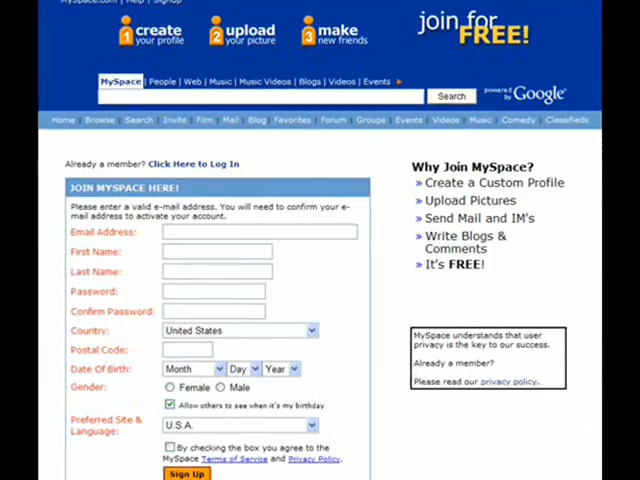 MySpace.com | Help | SignUp
1 create your profile
2 upload your picture
3 make new friends
join for FREE!
MySpace | People | Web | Music | Music Videos | Blogs | Videos | Events
Search
powered by Google
Home | Browse | Search | Invite | Film | Mail | Blog | Favorites | Forum | Groups | Events | Videos | Music | Comedy | Classifieds
Already a member? Click Here to Log In
JOIN MYSPACE HERE!
Please enter a valid e-mail address. You will need to confirm your e-
mail address to activate your account.
Email Address:
First Name:
Last Name:
Password:
Confirm Password:
Country: United States
Postal Code:
Date Of Birth: Month Day Year
Gender: Female Male
Allow others to see when it's my birthday
Preferred Site &
Language: U.S.A.
By checking the box you agree to the
MySpace Terms of Service and Privacy Policy.
Sign Up
Why Join MySpace?
» Create a Custom Profile
» Upload Pictures
» Send Mail and IM's
» Write Blogs &
Comments
» It's FREE!
MySpace understands that user
privacy is the key to our success.
Already a member?
Please read our privacy policy.